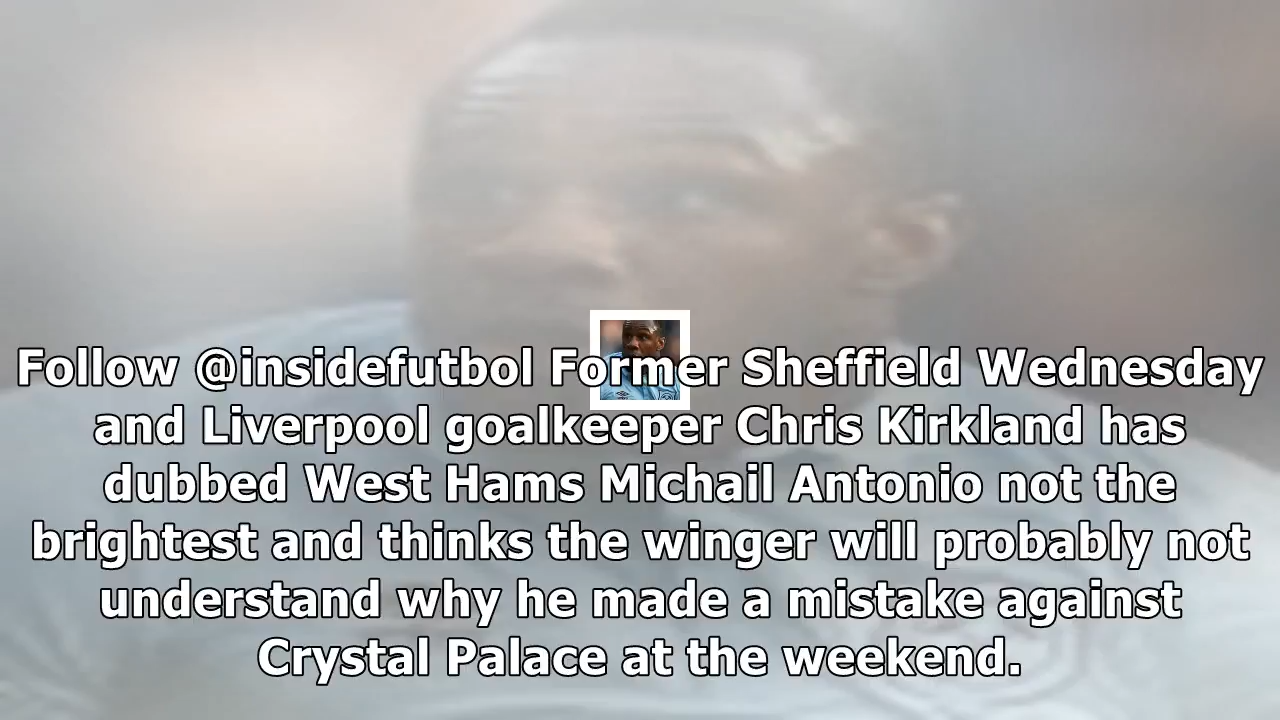 Follow @insidefutbol Former Sheffield Wednesday
and Liverpool goalkeeper Chris Kirkland has
dubbed West Hams Michail Antonio not the
brightest and thinks the winger will probably not
understand why he made a mistake against
Crystal Palace at the weekend.